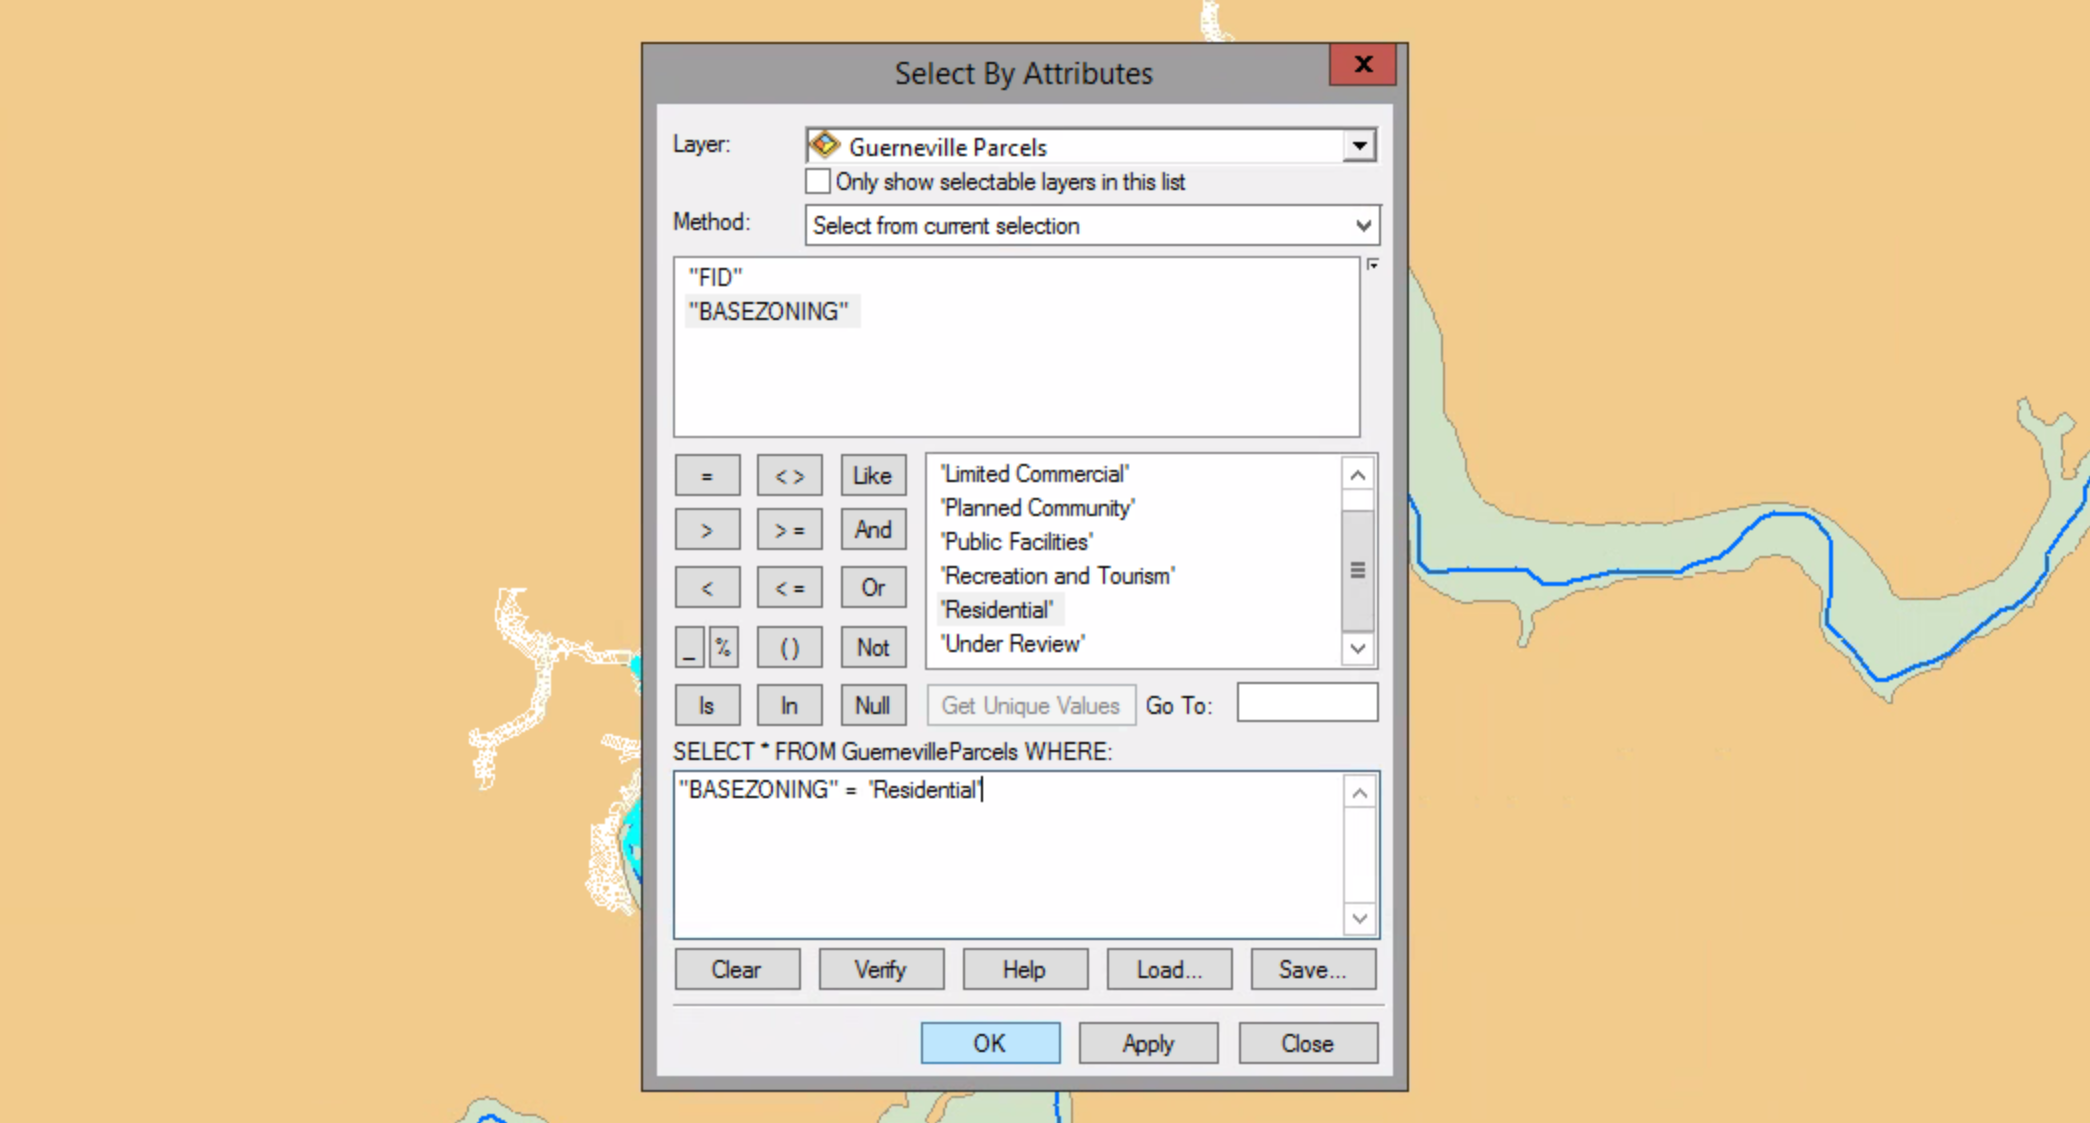 Select By Attributes
x
Layer:
Guerneville Parcels
Only show selectable layers in this list
Method:
Select from current selection
"FID"
"BASEZONING"
= < > Like
> > = And
< < = Or
_ % ( ) Not
Is In Null
'Limited Commercial'
'Planned Community'
'Public Facilities'
'Recreation and Tourism'
'Residential'
'Under Review'
Get Unique Values Go To:
SELECT * FROM GuernevilleParcels WHERE:
"BASEZONING" = 'Residential'
Clear Verify Help Load... Save...
OK Apply Close